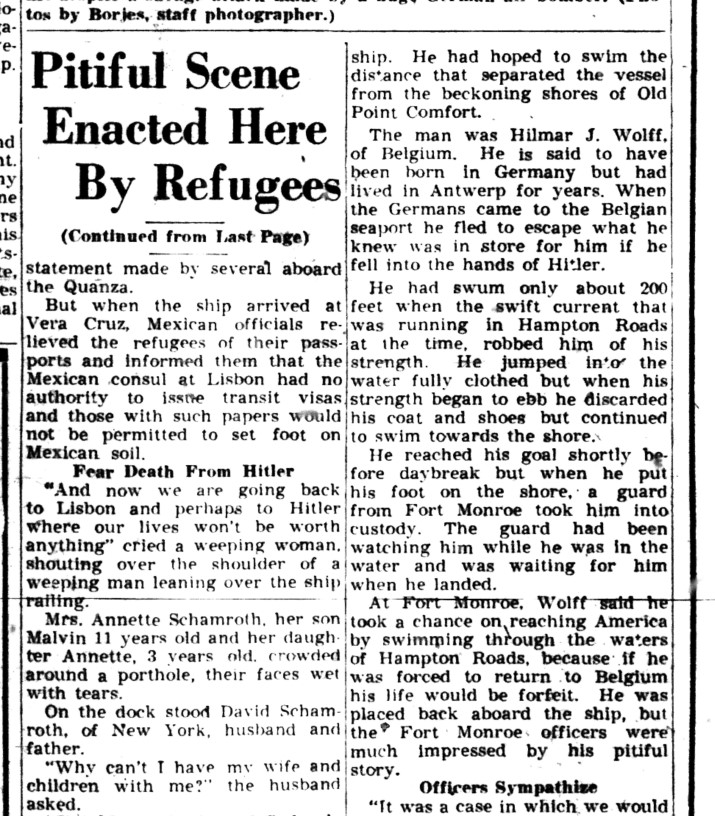 tos by Borjes, staff photographer.)
Pitiful Scene
Enacted Here
By Refugees
(Continued from Last Page)
statement made by several aboard
the Quanza.
But when the ship arrived at
Vera Cruz, Mexican officials re-
lieved the refugees of their pass-
ports and informed them that the
Mexican consul at Lisbon had no
authority to issue transit visas
and those with such papers would
not be permitted to set foot on
Mexican soil.
Fear Death From Hitler
"And now we are going back
to Lisbon and perhaps to Hitler
where our lives won't be worth
anything" cried a weeping woman,
shouting over the shoulder of a
weeping man leaning over the ship
railing.
Mrs. Annette Schamroth, her son
Malvin 11 years old and her daugh-
ter Annette, 3 years old, crowded
around a porthole, their faces wet
with tears.
On the dock stood David Scham-
roth, of New York, husband and
father.
"Why can't I have my wife and
children with me?" the husband
asked.
ship. He had hoped to swim the
distance that separated the vessel
from the beckoning shores of Old
Point Comfort.
The man was Hilmar J. Wolff,
of Belgium. He is said to have
been born in Germany but had
lived in Antwerp for years. When
the Germans came to the Belgian
seaport he fled to escape what he
knew was in store for him if he
fell into the hands of Hitler.
He had swum only about 200
feet when the swift current that
was running in Hampton Roads
at the time, robbed him of his
strength. He jumped into the
water fully clothed but when his
strength began to ebb he discarded
his coat and shoes but continued
to swim towards the shore.
He reached his goal shortly be-
fore daybreak but when he put
his foot on the shore, a guard
from Fort Monroe took him into
custody. The guard had been
watching him while he was in the
water and was waiting for him
when he landed.
At Fort Monroe, Wolff said he
took a chance on reaching America
by swimming through the waters
of Hampton Roads, because if he
was forced to return to Belgium
his life would be forfeit. He was
placed back aboard the ship, but
the Fort Monroe officers were
much impressed by his pitiful
story.
Officers Sympathize
"It was a case in which we would